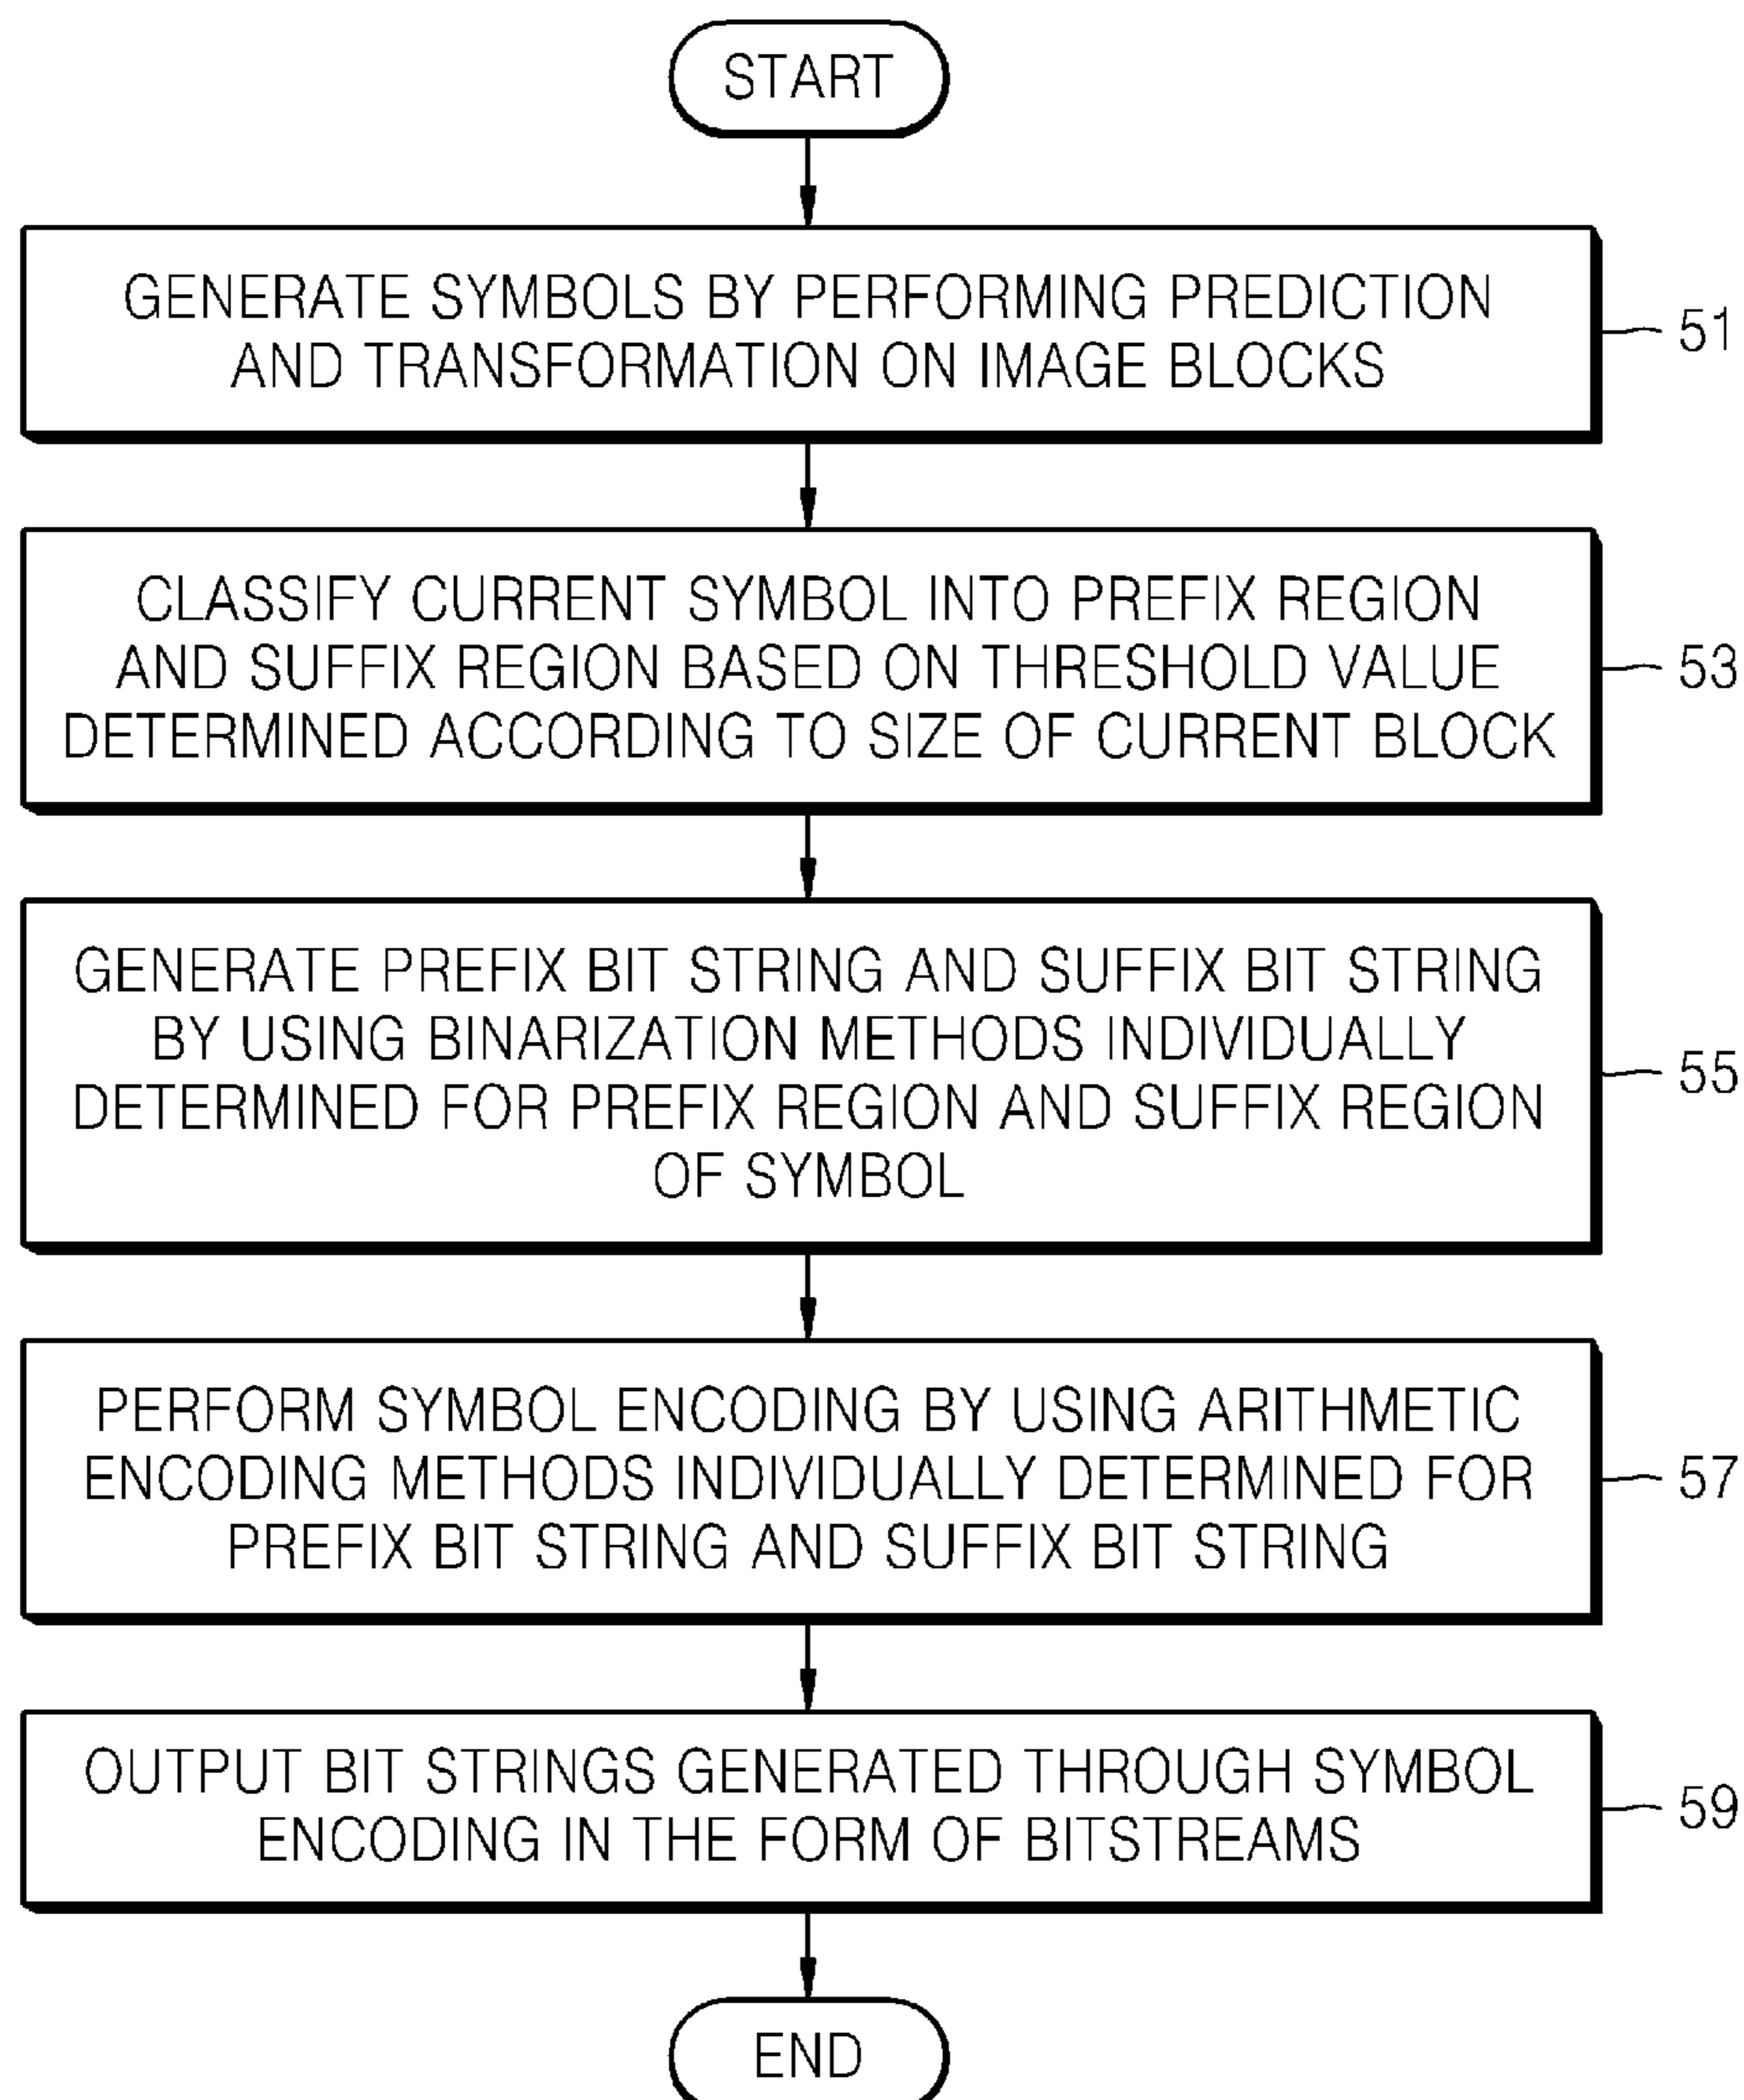 START
GENERATE SYMBOLS BY PERFORMING PREDICTION
AND TRANSFORMATION ON IMAGE BLOCKS
51
CLASSIFY CURRENT SYMBOL INTO PREFIX REGION
AND SUFFIX REGION BASED ON THRESHOLD VALUE
DETERMINED ACCORDING TO SIZE OF CURRENT BLOCK
53
GENERATE PREFIX BIT STRING AND SUFFIX BIT STRING
BY USING BINARIZATION METHODS INDIVIDUALLY
DETERMINED FOR PREFIX REGION AND SUFFIX REGION
OF SYMBOL
55
PERFORM SYMBOL ENCODING BY USING ARITHMETIC
ENCODING METHODS INDIVIDUALLY DETERMINED FOR
PREFIX BIT STRING AND SUFFIX BIT STRING
57
OUTPUT BIT STRINGS GENERATED THROUGH SYMBOL
ENCODING IN THE FORM OF BITSTREAMS
59
END